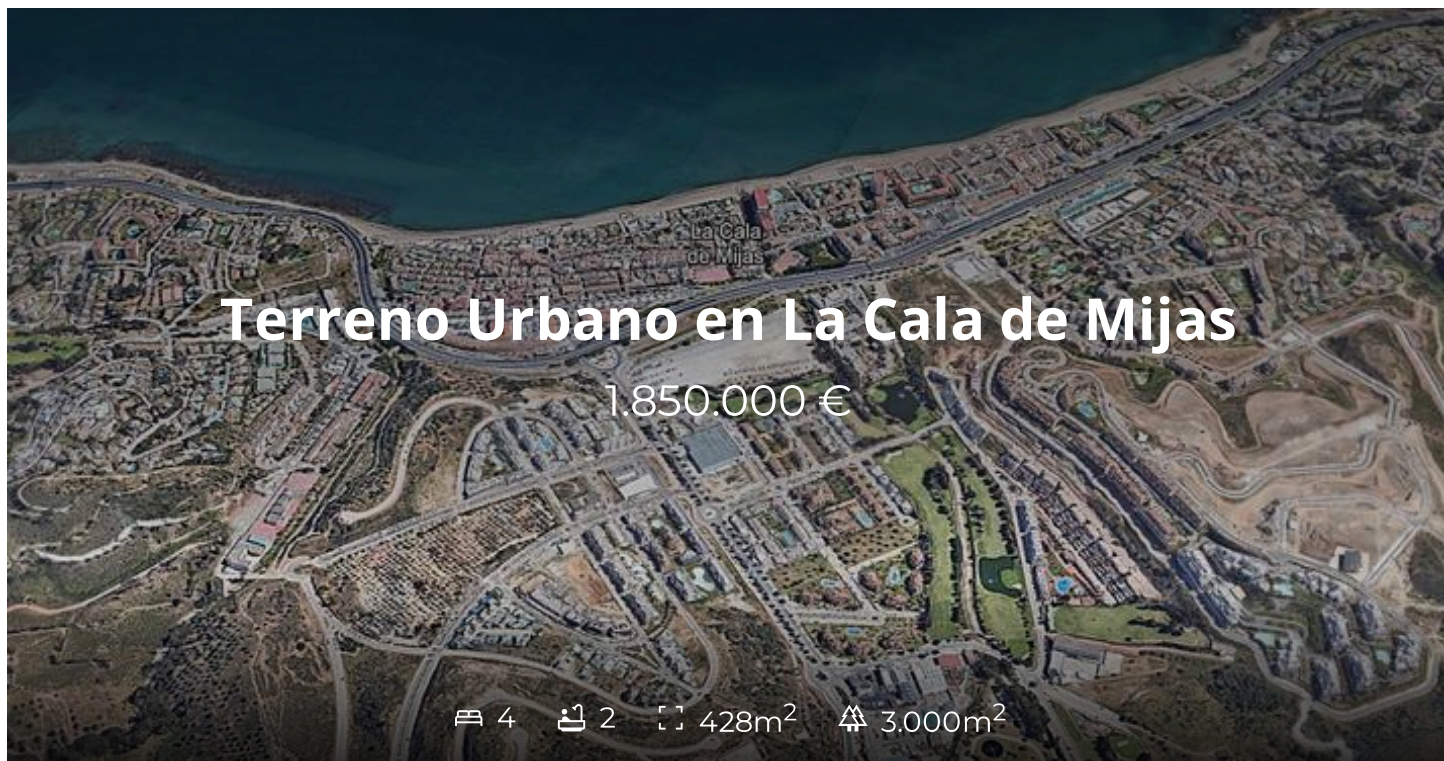 La Cala
de Mijas
Terreno Urbano en La Cala de Mijas
1.850.000 €
4 2 428m² 3.000m²